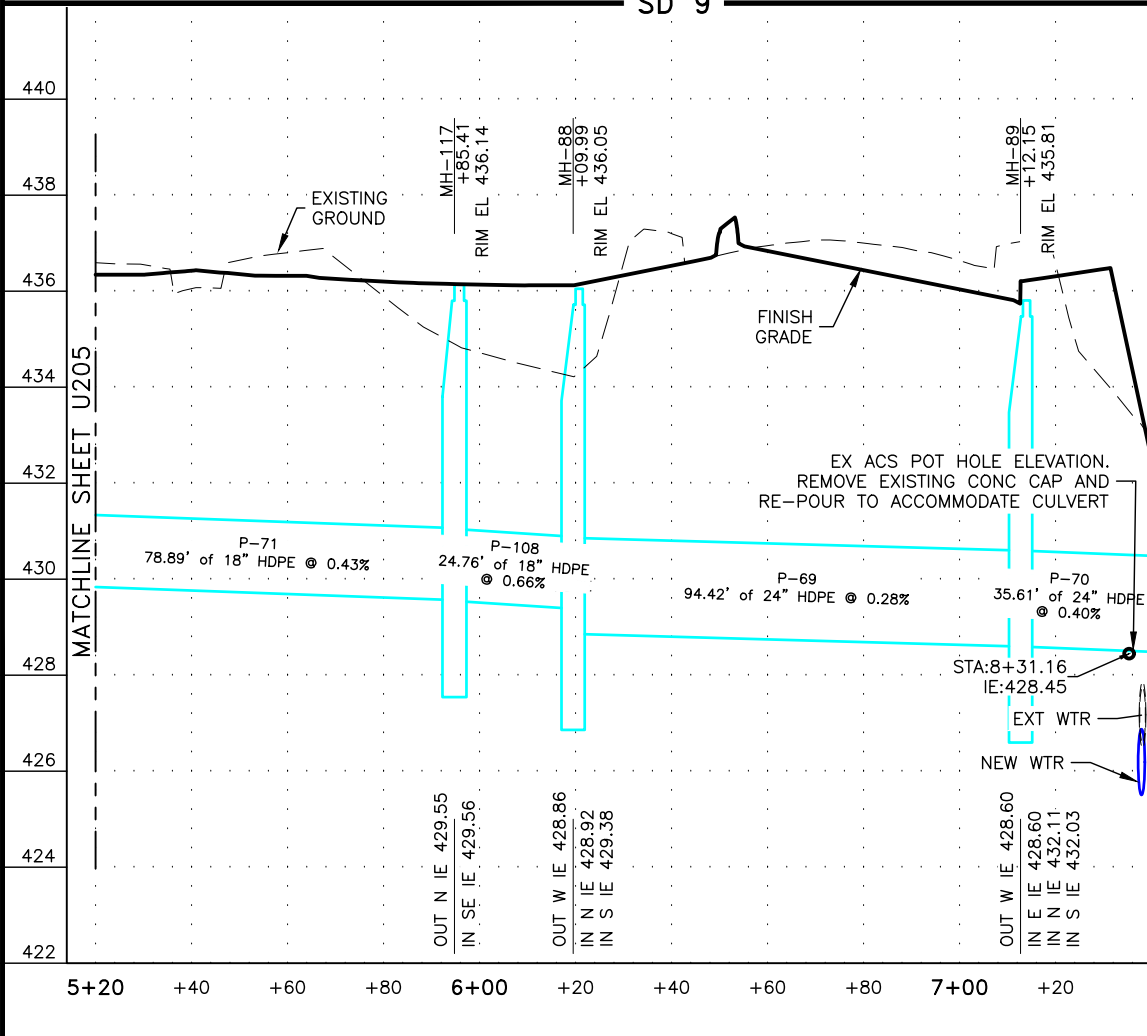 SD 9
440
438
436
434
432
430
428
426
424
422
MATCHLINE SHEET U205
EXISTING
GROUND
MH-117
+85.41
RIM EL 436.14
MH-88
+09.99
RIM EL 436.05
MH-89
+12.15
RIM EL 435.81
FINISH
GRADE
EX ACS POT HOLE ELEVATION.
REMOVE EXISTING CONC CAP AND
RE-POUR TO ACCOMMODATE CULVERT
P-71
78.89' of 18" HDPE @ 0.43%
P-108
24.76' of 18" HDPE
@ 0.66%
P-69
94.42' of 24" HDPE @ 0.28%
P-70
35.61' of 24" HDPE
@ 0.40%
STA:8+31.16
IE:428.45
EXT WTR
NEW WTR
OUT N IE 429.55
IN SE IE 429.56
OUT W IE 428.86
IN N IE 428.92
IN S IE 429.38
OUT W IE 428.60
IN E IE 428.60
IN N IE 432.11
IN S IE 432.03
5+20
+40
+60
+80
6+00
+20
+40
+60
+80
7+00
+20